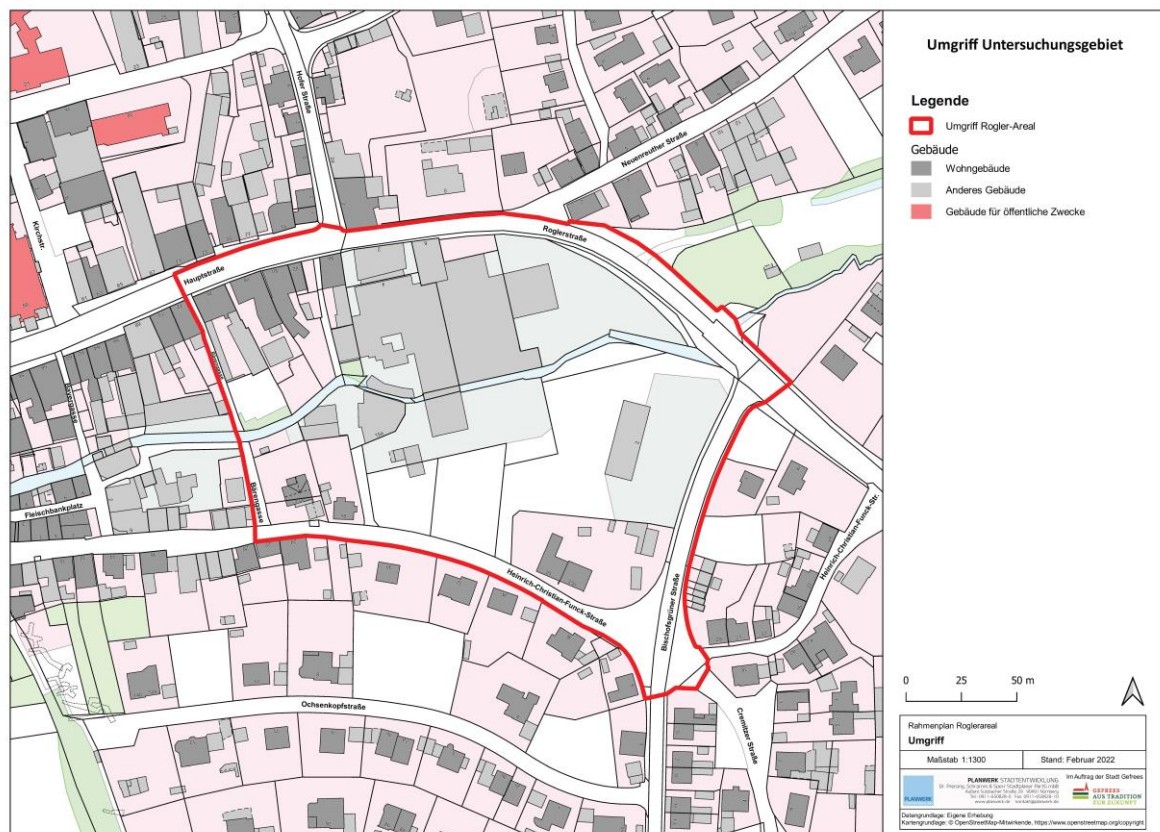 Umgriff Untersuchungsgebiet
Legende
Umgriff Rogler-Areal
Gebäude
Wohngebäude
Anderes Gebäude
Gebäude für öffentliche Zwecke
Hofer Straße
Neuenreuther Straße
Kirchstr.
Hauptstraße
Roglerstraße
Bärengasse
Fleischbankplatz
Heinrich-Christian-Funck-Straße
Heinrich-Christian-Funck-Str.
Bischofsgrüner Straße
Ochsenkopfstraße
Cremitzer Straße
0 25 50 m
Rahmenplan Roglerareal
Umgriff
Maßstab 1:1300 Stand: Februar 2022
PLANWERK
PLANWERK STADTENTWICKLUNG
Im Auftrag der Stadt Gefrees
GEFREES
AUS TRADITION
ZUR ZUKUNFT
Datengrundlage: Eigene Erhebung
Kartengrundlage: © OpenStreetMap-Mitwirkende, https://www.openstreetmap.org/copyright